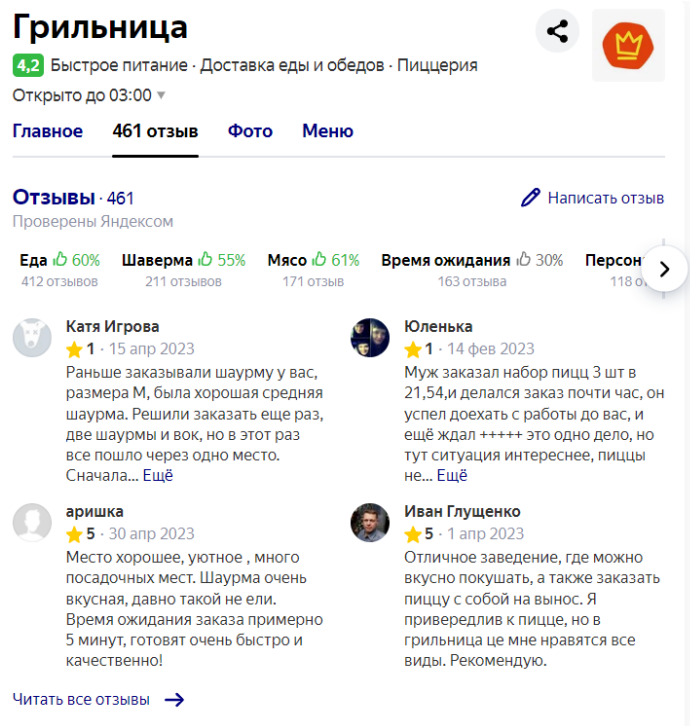 Грильница
4,2 Быстрое питание · Доставка еды и обедов · Пиццерия
Открыто до 03:00
Главное 461 отзыв Фото Меню
Отзывы · 461
Написать отзыв
Проверены Яндексом
Еда 60% Шаверма 55% Мясо 61% Время ожидания 30% Персон
412 отзывов 211 отзывов 171 отзыв 163 отзыва 118 о
Катя Игрова
1 · 15 апр 2023
Раньше заказывали шаурму у вас,
размера М, была хорошая средняя
шаурма. Решили заказать еще раз,
две шаурмы и вок, но в этот раз
все пошло через одно место.
Сначала... Ещё
Юленька
1 · 14 фев 2023
Муж заказал набор пицц 3 шт в
21,54,и делался заказ почти час, он
успел доехать с работы до вас, и
ещё ждал +++++ это одно дело, но
тут ситуация интереснее, пиццы
не... Ещё
аришка
5 · 30 апр 2023
Место хорошее, уютное , много
посадочных мест. Шаурма очень
вкусная, давно такой не ели.
Время ожидания заказа примерно
5 минут, готовят очень быстро и
качественно!
Иван Глущенко
5 · 1 апр 2023
Отличное заведение, где можно
вкусно покушать, а также заказать
пиццу с собой на вынос. Я
привередлив к пицце, но в
грильница це мне нравятся все
виды. Рекомендую.
Читать все отзывы